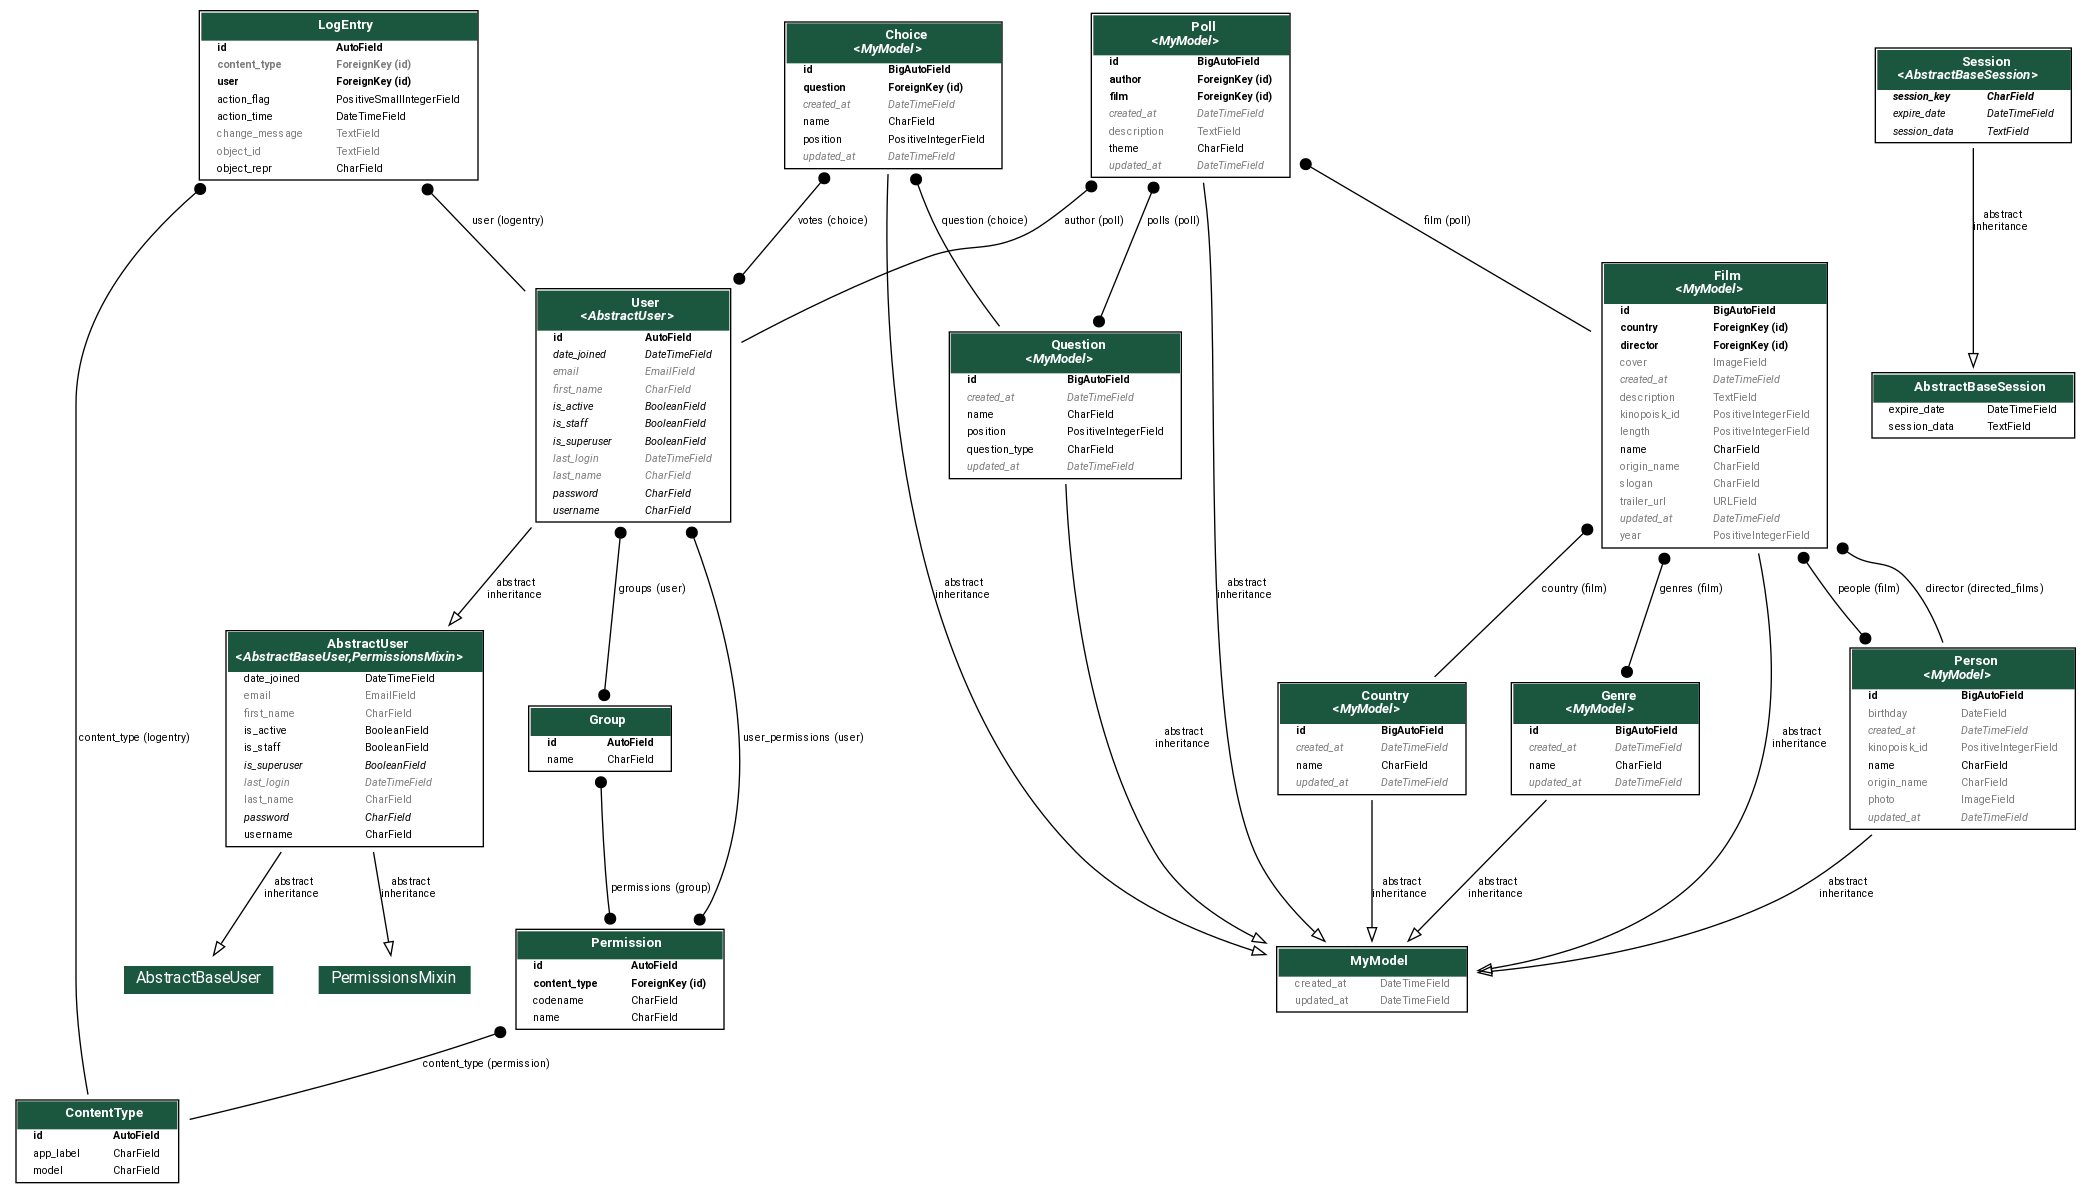 LogEntry
id AutoField
content_type ForeignKey (id)
user ForeignKey (id)
action_flag PositiveSmallIntegerField
action_time DateTimeField
change_message TextField
object_id TextField
object_repr CharField
Choice
<MyModel>
id BigAutoField
question ForeignKey (id)
created_at DateTimeField
name CharField
position PositiveIntegerField
updated_at DateTimeField
Poll
<MyModel>
id BigAutoField
author ForeignKey (id)
film ForeignKey (id)
created_at DateTimeField
description TextField
theme CharField
updated_at DateTimeField
Session
<AbstractBaseSession>
session_key CharField
expire_date DateTimeField
session_data TextField
user (logentry)
votes (choice)
question (choice)
author (poll)
polls (poll)
film (poll)
abstract
inheritance
User
<AbstractUser>
id AutoField
date_joined DateTimeField
email EmailField
first_name CharField
is_active BooleanField
is_staff BooleanField
is_superuser BooleanField
last_login DateTimeField
last_name CharField
password CharField
username CharField
Question
<MyModel>
id BigAutoField
created_at DateTimeField
name CharField
position PositiveIntegerField
question_type CharField
updated_at DateTimeField
Film
<MyModel>
id BigAutoField
country ForeignKey (id)
director ForeignKey (id)
cover ImageField
created_at DateTimeField
description TextField
kinopoisk_id PositiveIntegerField
length PositiveIntegerField
name CharField
origin_name CharField
slogan CharField
trailer_url URLField
updated_at DateTimeField
year PositiveIntegerField
AbstractBaseSession
expire_date DateTimeField
session_data TextField
abstract
inheritance
groups (user)
abstract
inheritance
abstract
inheritance
country (film)
genres (film)
people (film)
director (directed_films)
AbstractUser
<AbstractBaseUser,PermissionsMixin>
date_joined DateTimeField
email EmailField
first_name CharField
is_active BooleanField
is_staff BooleanField
is_superuser BooleanField
last_login DateTimeField
last_name CharField
password CharField
username CharField
Group
id AutoField
name CharField
content_type (logentry)
user_permissions (user)
abstract
inheritance
Country
<MyModel>
id BigAutoField
created_at DateTimeField
name CharField
updated_at DateTimeField
Genre
<MyModel>
id BigAutoField
created_at DateTimeField
name CharField
updated_at DateTimeField
abstract
inheritance
Person
<MyModel>
id BigAutoField
birthday DateField
created_at DateTimeField
kinopoisk_id PositiveIntegerField
name CharField
origin_name CharField
photo ImageField
updated_at DateTimeField
abstract
inheritance
abstract
inheritance
permissions (group)
abstract
inheritance
abstract
inheritance
abstract
inheritance
AbstractBaseUser
PermissionsMixin
Permission
id AutoField
content_type ForeignKey (id)
codename CharField
name CharField
MyModel
created_at DateTimeField
updated_at DateTimeField
content_type (permission)
ContentType
id AutoField
app_label CharField
model CharField